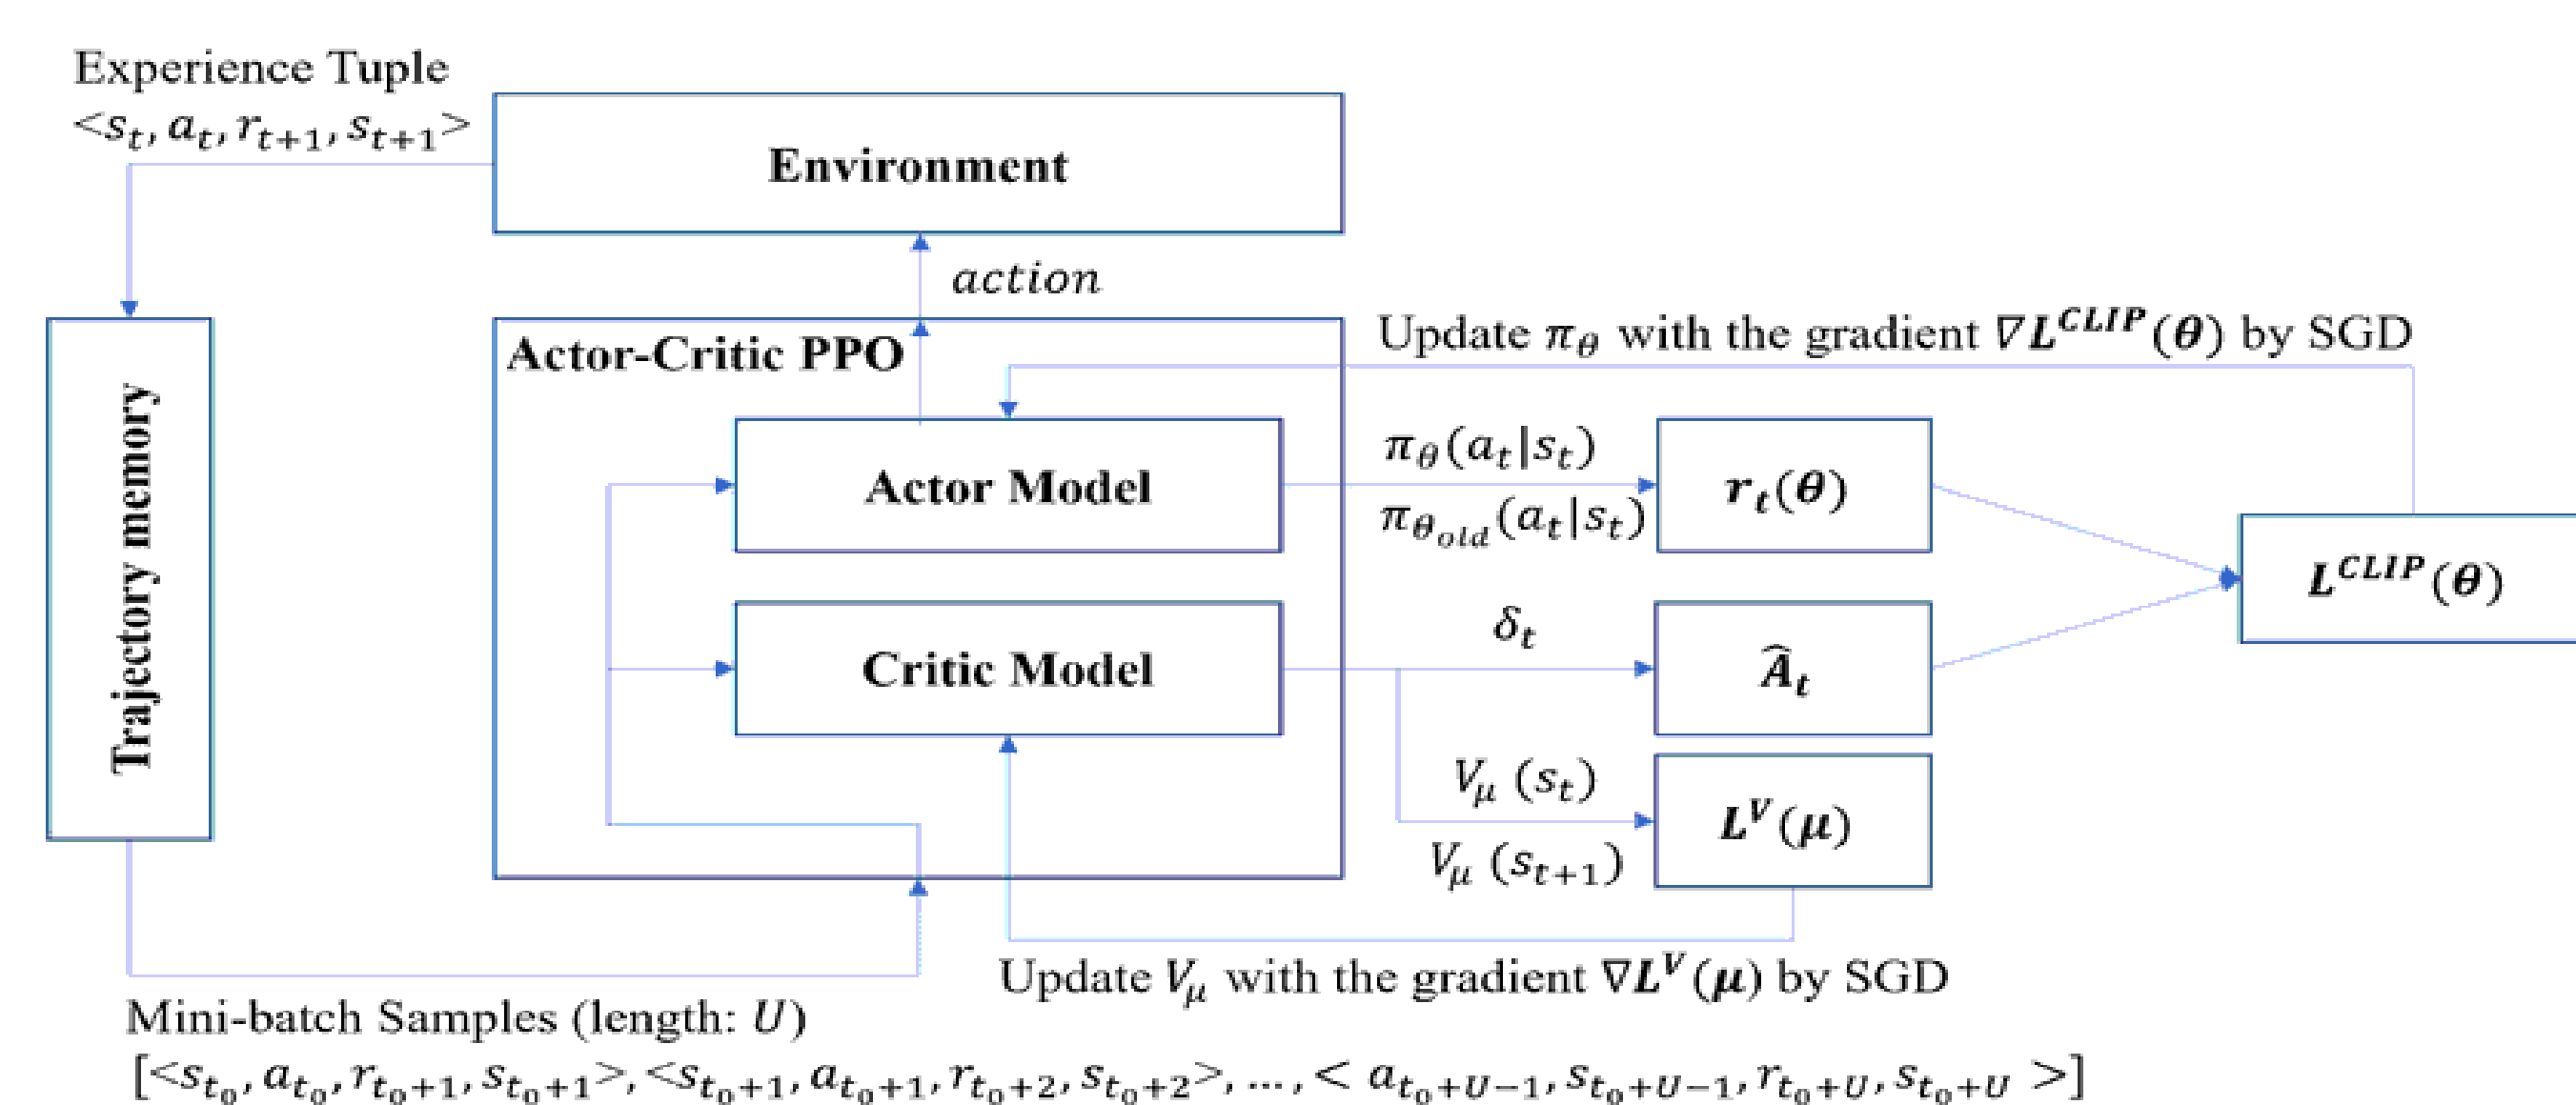 Experience Tuple
<s_t, a_t, r_{t+1}, s_{t+1}>
Environment
action
Update π_θ with the gradient ∇L^{CLIP}(θ) by SGD
Actor-Critic PPO
Trajectory memory
Actor Model
π_θ(a_t|s_t)
π_{θ_{old}}(a_t|s_t)
r_t(θ)
L^{CLIP}(θ)
Critic Model
δ_t
Â_t
V_μ (s_t)
V_μ (s_{t+1})
L^V(μ)
Update V_μ with the gradient ∇L^V(μ) by SGD
Mini-batch Samples (length: U)
[<s_{t_0}, a_{t_0}, r_{t_0+1}, s_{t_0+1}>, <s_{t_0+1}, a_{t_0+1}, r_{t_0+2}, s_{t_0+2}>, ..., < a_{t_0+U-1}, s_{t_0+U-1}, r_{t_0+U}, s_{t_0+U} >]